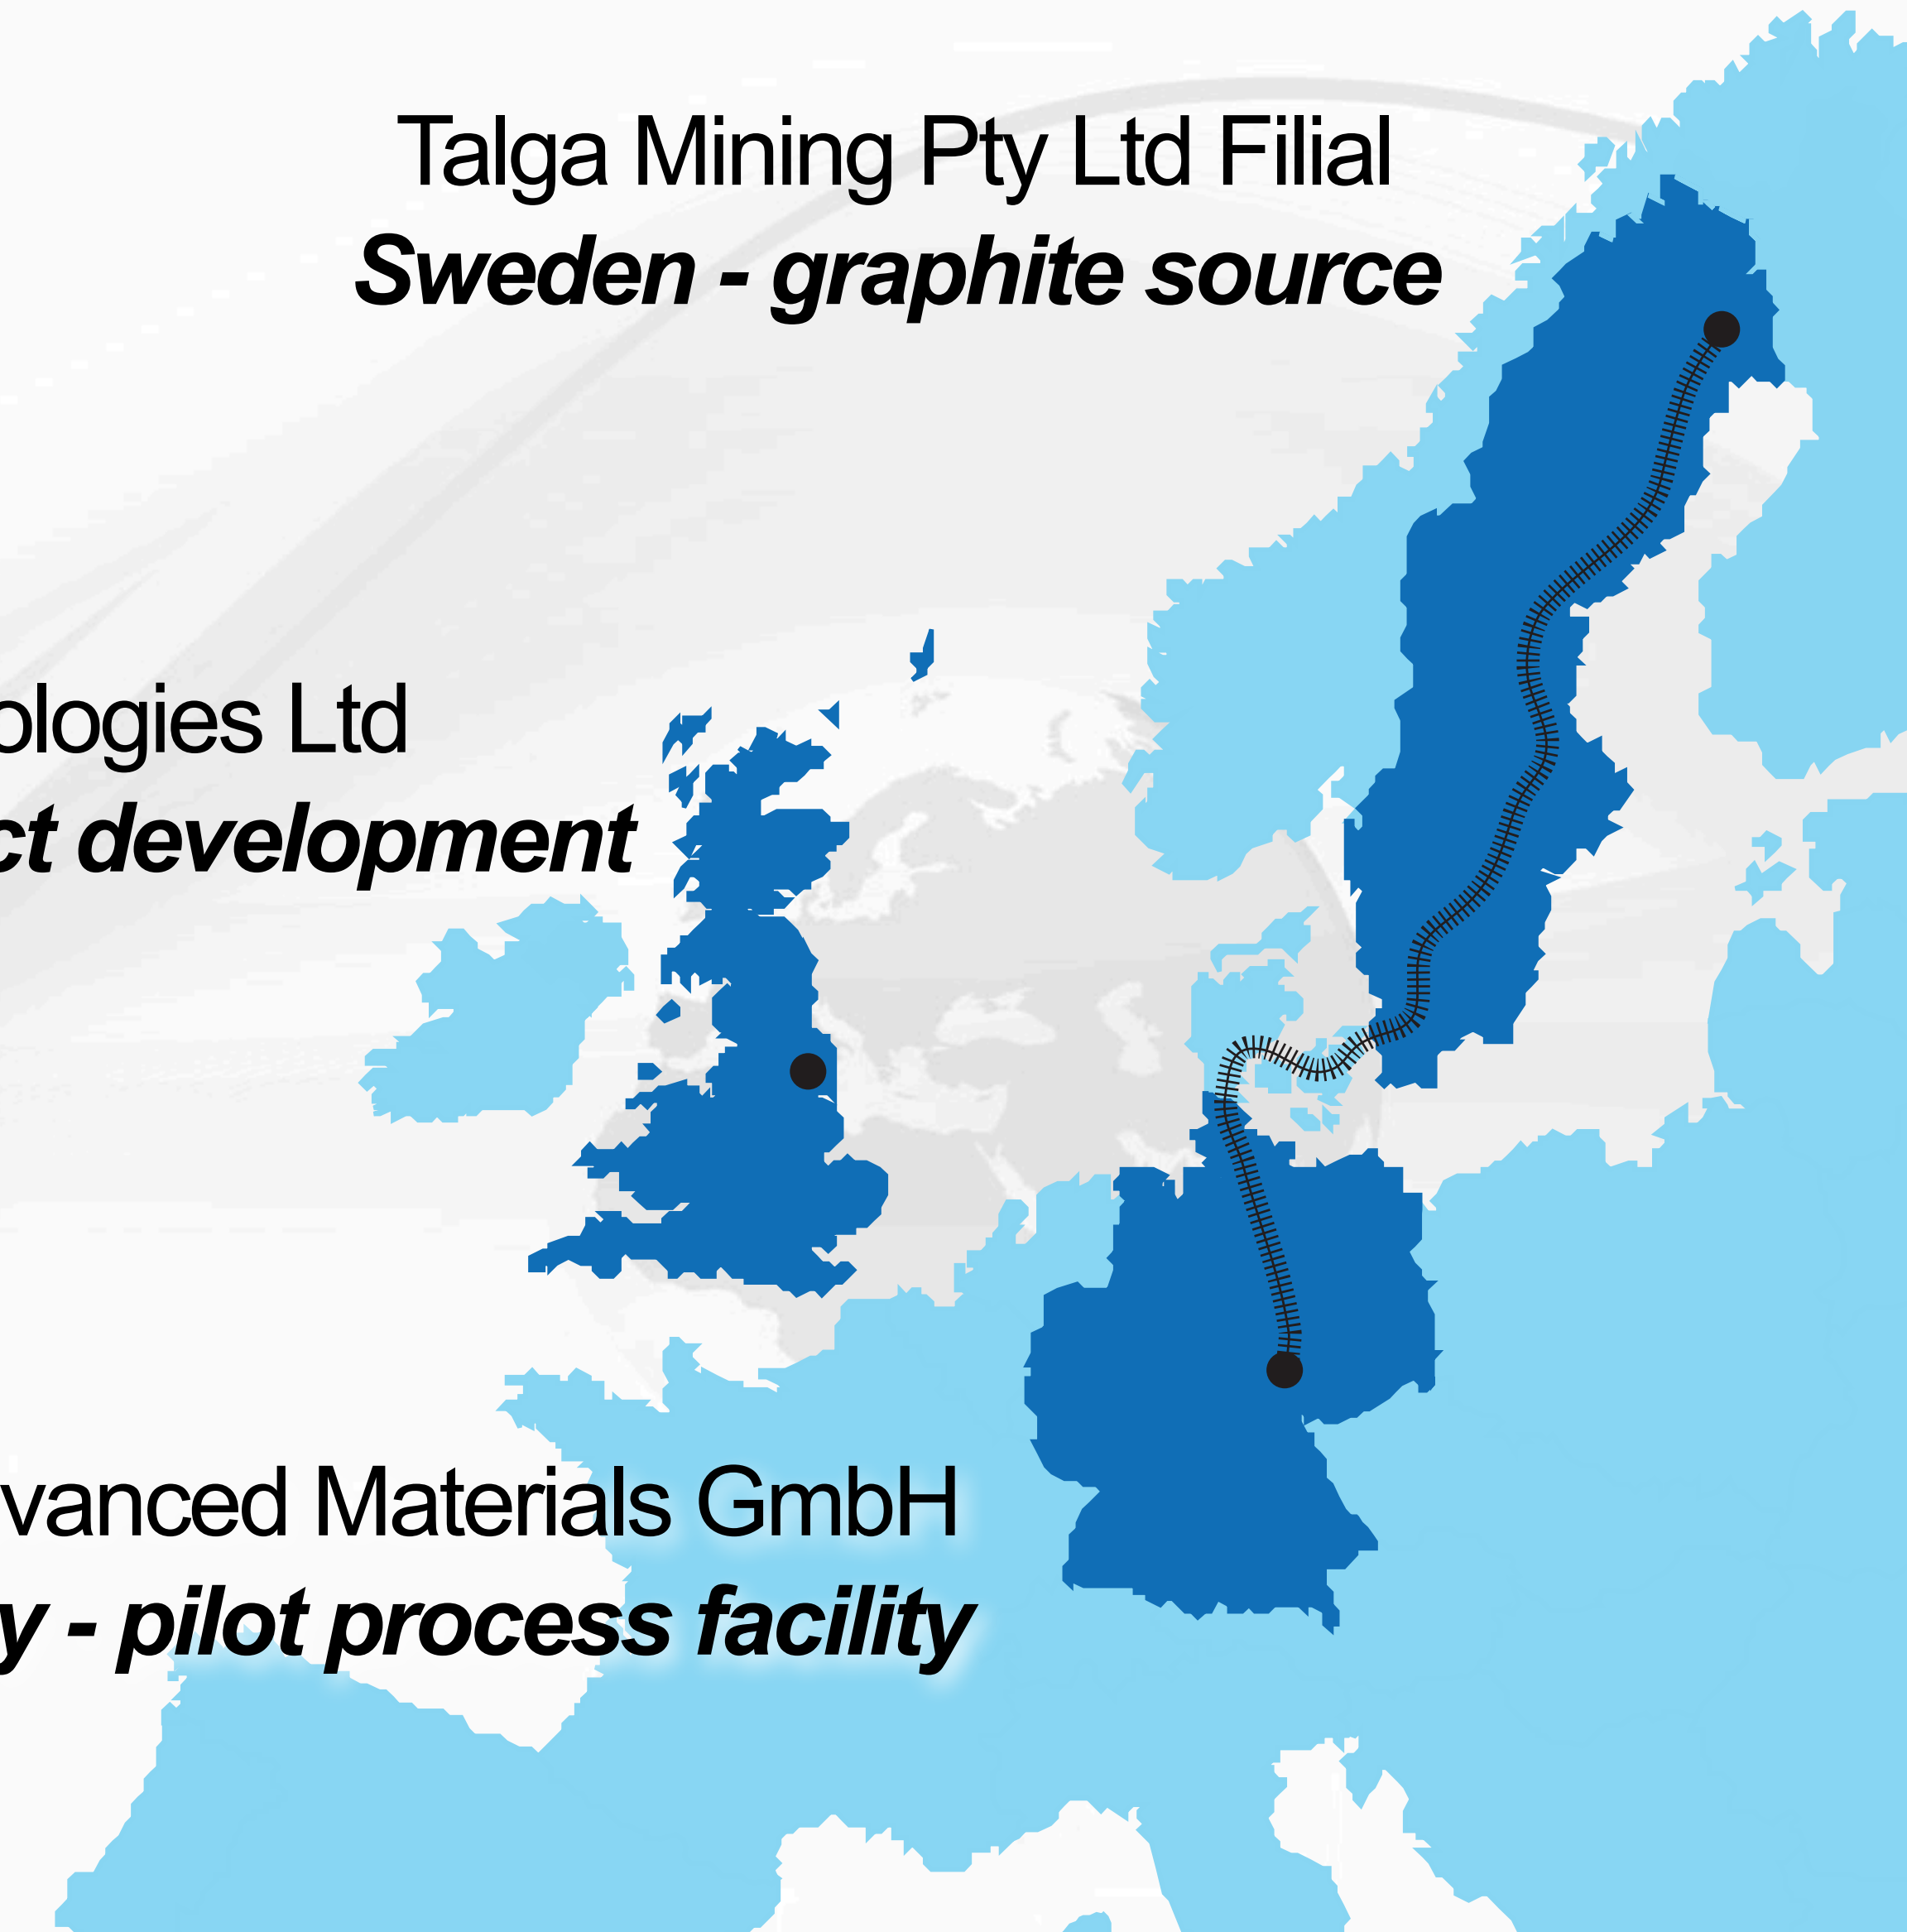 Talga Mining Pty Ltd Filial
Sweden - graphite source
ologies Ltd
ct development
vanced Materials GmbH
y - pilot process facility